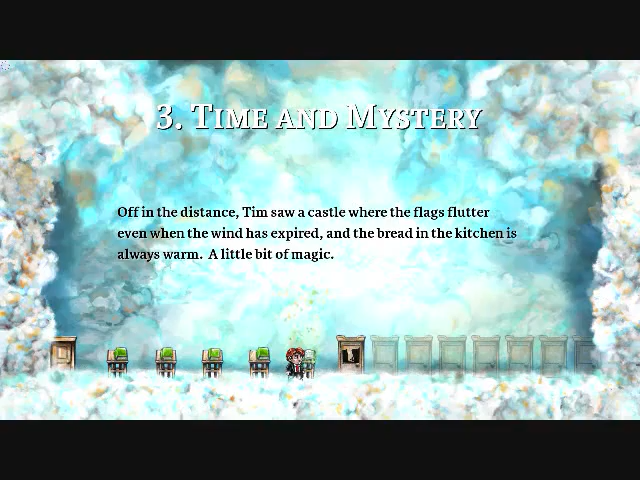 3. Time and Mystery
Off in the distance, Tim saw a castle where the flags flutter
even when the wind has expired, and the bread in the kitchen is
always warm. A little bit of magic.